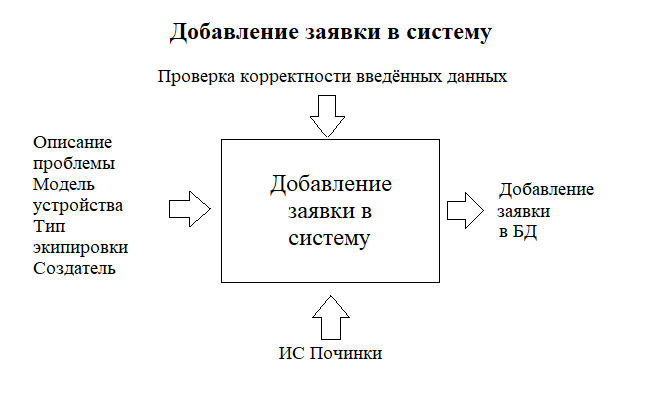 Добавление заявки в систему
Проверка корректности введённых данных
Описание
проблемы
Модель
устройства
Тип
экипировки
Создатель
Добавление
заявки в
систему
Добавление
заявки
в БД
ИС Починки